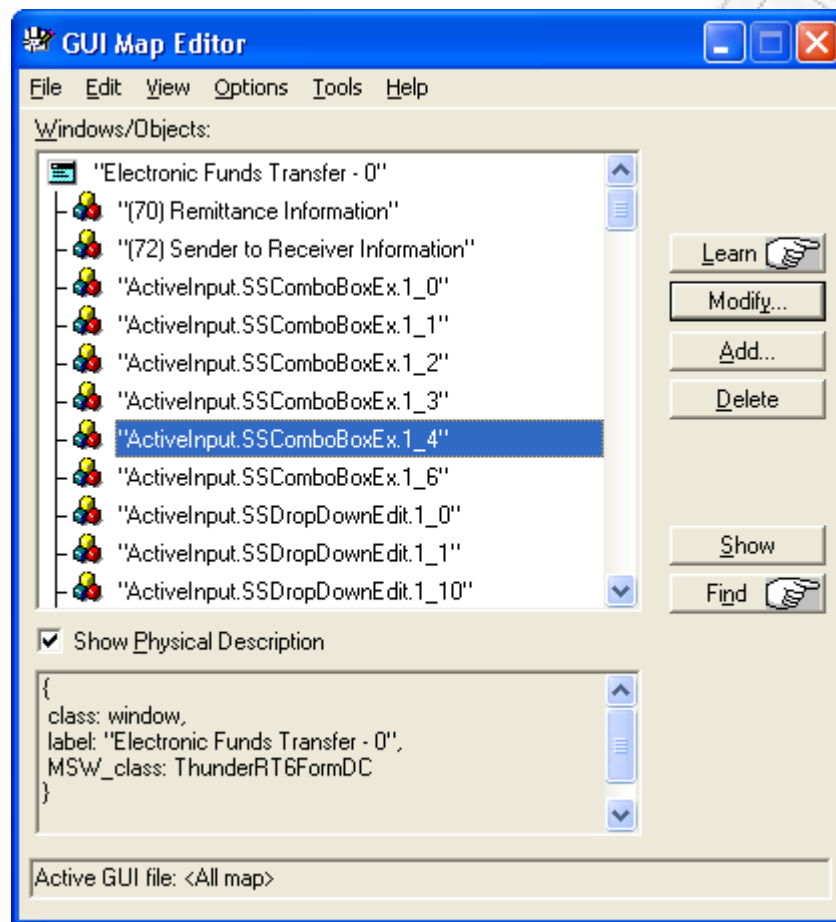 GUI Map Editor
File Edit View Options Tools Help
Windows/Objects:
"Electronic Funds Transfer - 0"
"(70) Remittance Information"
"(72) Sender to Receiver Information"
"ActiveInput.SSComboBoxEx.1_0"
"ActiveInput.SSComboBoxEx.1_1"
"ActiveInput.SSComboBoxEx.1_2"
"ActiveInput.SSComboBoxEx.1_3"
"ActiveInput.SSComboBoxEx.1_4"
"ActiveInput.SSComboBoxEx.1_6"
"ActiveInput.SSDropDownEdit.1_0"
"ActiveInput.SSDropDownEdit.1_1"
"ActiveInput.SSDropDownEdit.1_10"
Learn
Modify...
Add...
Delete
Show
Find
Show Physical Description
{
class: window,
label: "Electronic Funds Transfer - 0",
MSW_class: ThunderRT6FormDC
}
Active GUI file: <All map>